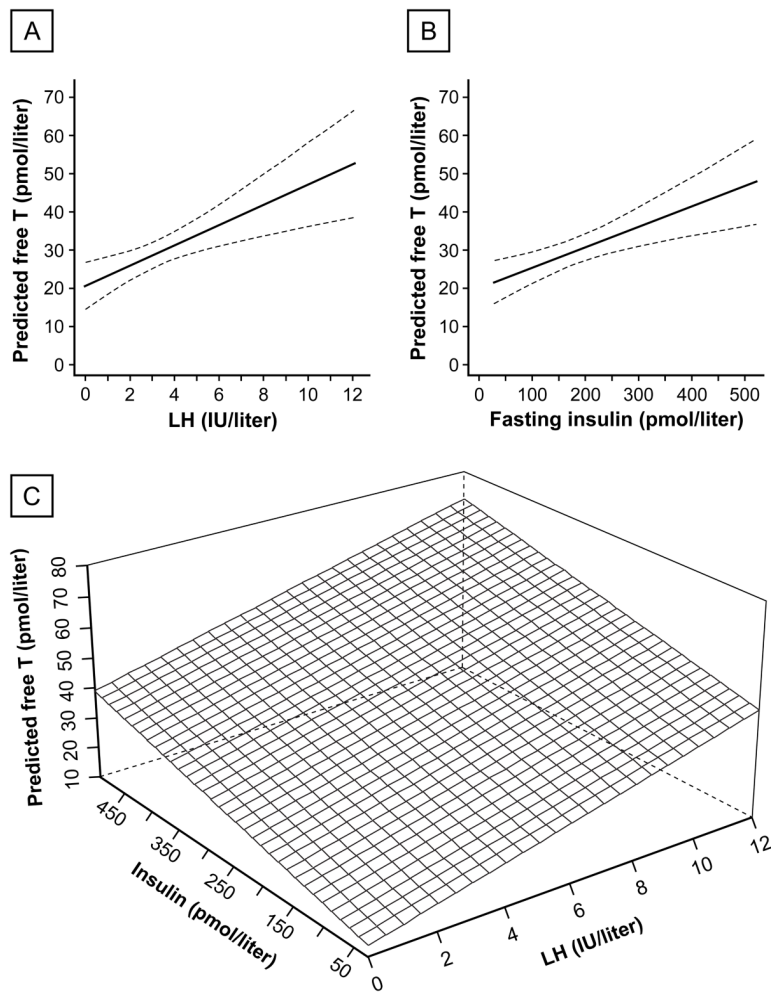 A
B
Predicted free T (pmol/liter)
70
60
50
40
30
20
10
0
0 2 4 6 8 10 12
LH (IU/liter)
Predicted free T (pmol/liter)
70
60
50
40
30
20
10
0
0 100 200 300 400 500
Fasting insulin (pmol/liter)
C
Predicted free T (pmol/liter)
80
70
60
50
40
30
20
10
450 350 250 150 50
Insulin (pmol/liter)
0 2 4 6 8 10 12
LH (IU/liter)